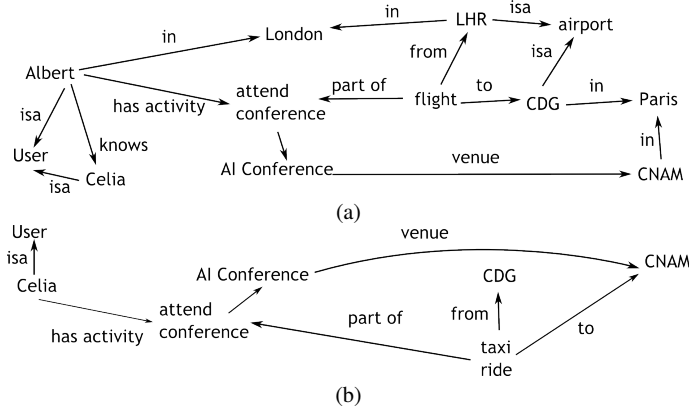 in
LHR
isa
airport
in
London
from
isa
Albert
has activity
attend
conference
part of
flight
to
CDG
in
Paris
isa
knows
User
isa
Celia
AI Conference
venue
in
CNAM
(a)
User
isa
Celia
has activity
AI Conference
venue
CNAM
attend
conference
part of
CDG
from
to
taxi
ride
(b)